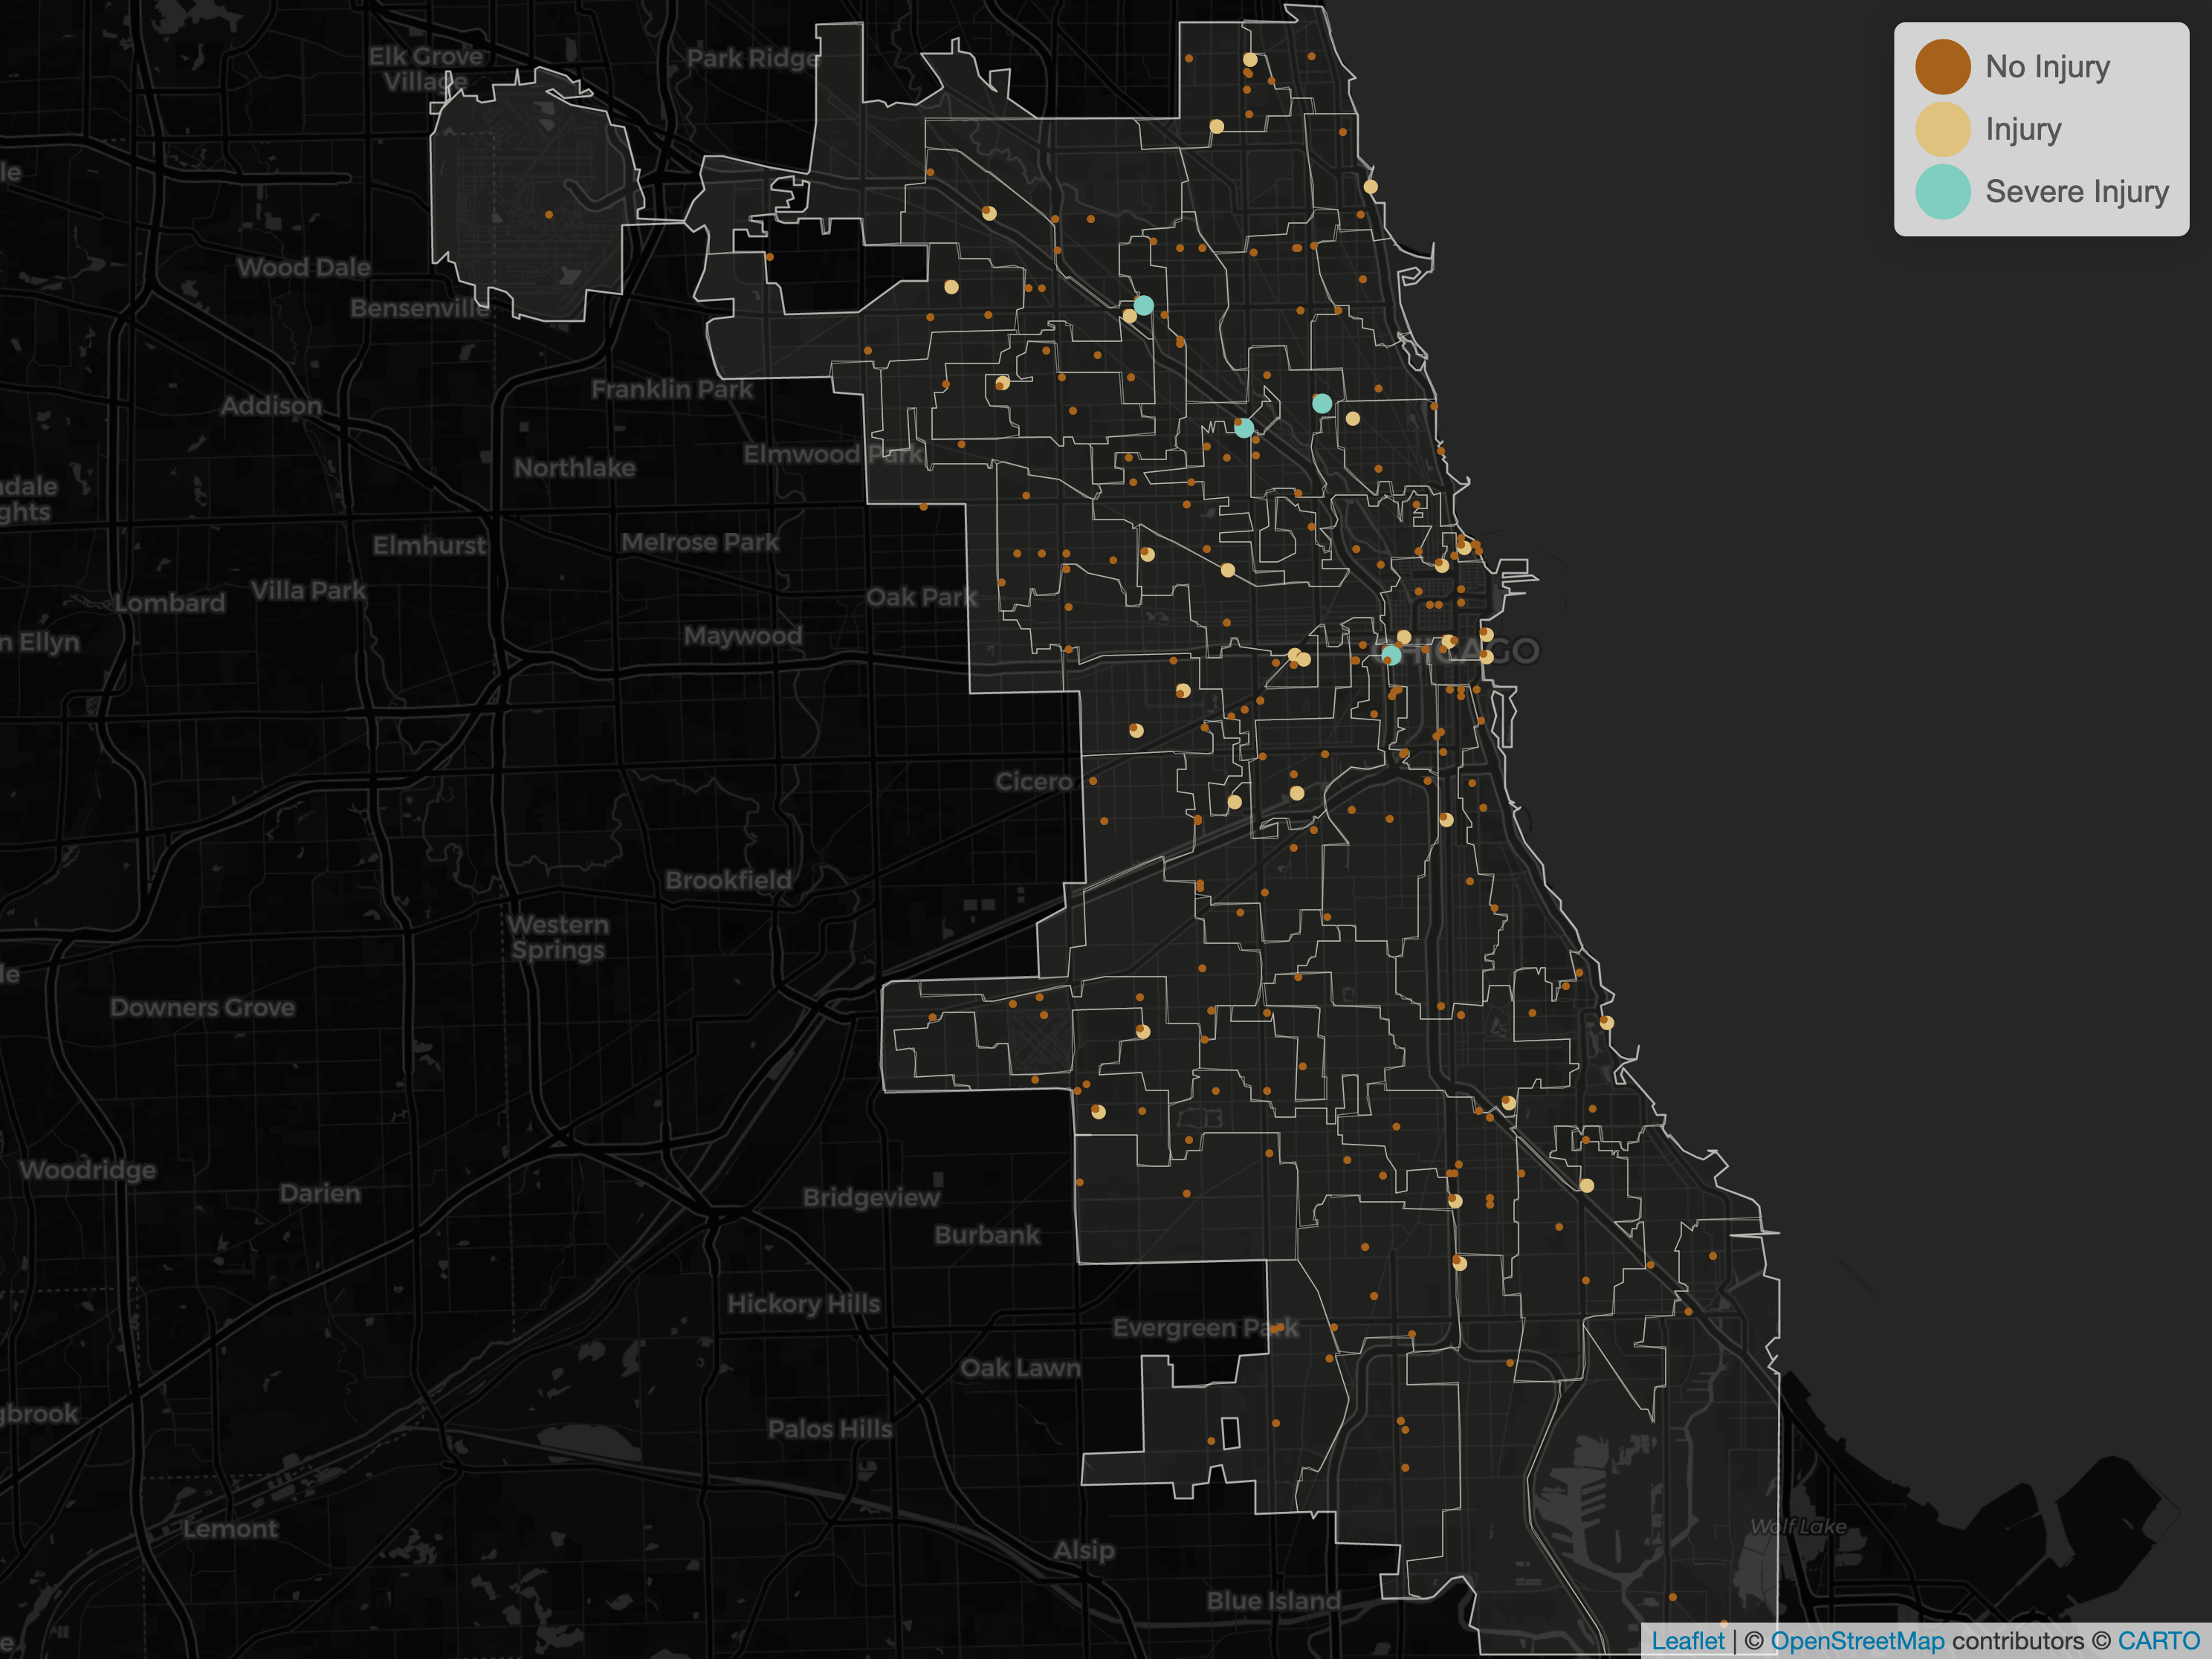 No Injury
Injury
Severe Injury
Elk Grove
Village
Park Ridge
le
Wood Dale
Bensenville
Franklin Park
Addison
Elmwood Park
Northlake
ndale
ghts
Elmhurst
Melrose Park
Villa Park
Lombard
Oak Park
n Ellyn
Maywood
CHICAGO
Cicero
Brookfield
Western
Springs
le
Downers Grove
Woodridge
Darien
Bridgeview
Burbank
Hickory Hills
Evergreen Park
Oak Lawn
gbrook
Palos Hills
Lemont
Wolf Lake
Alsip
Blue Island
e
Leaflet | © OpenStreetMap contributors © CARTO